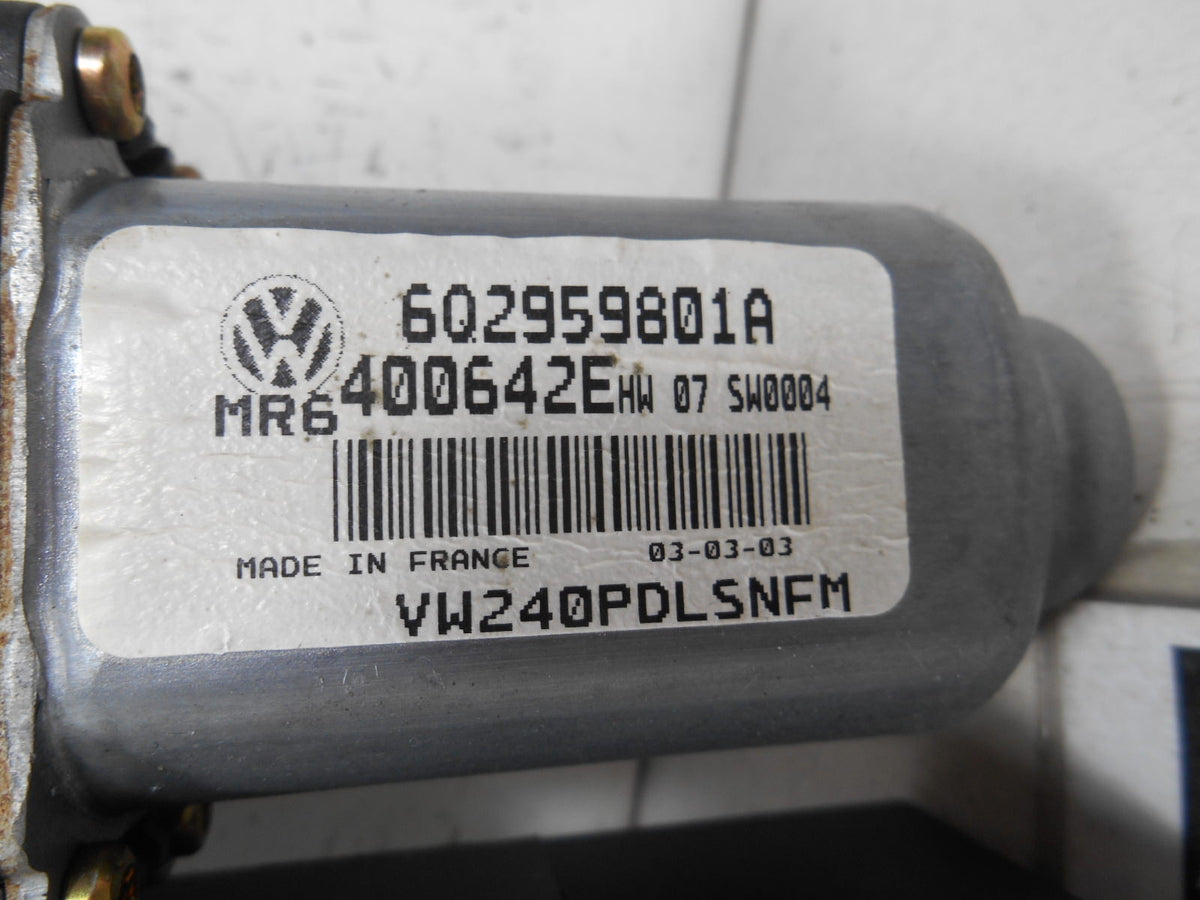 6Q2959801A
MR6 400642E HW 07 SW0004
MADE IN FRANCE 03-03-03
VW240PDLSNFM